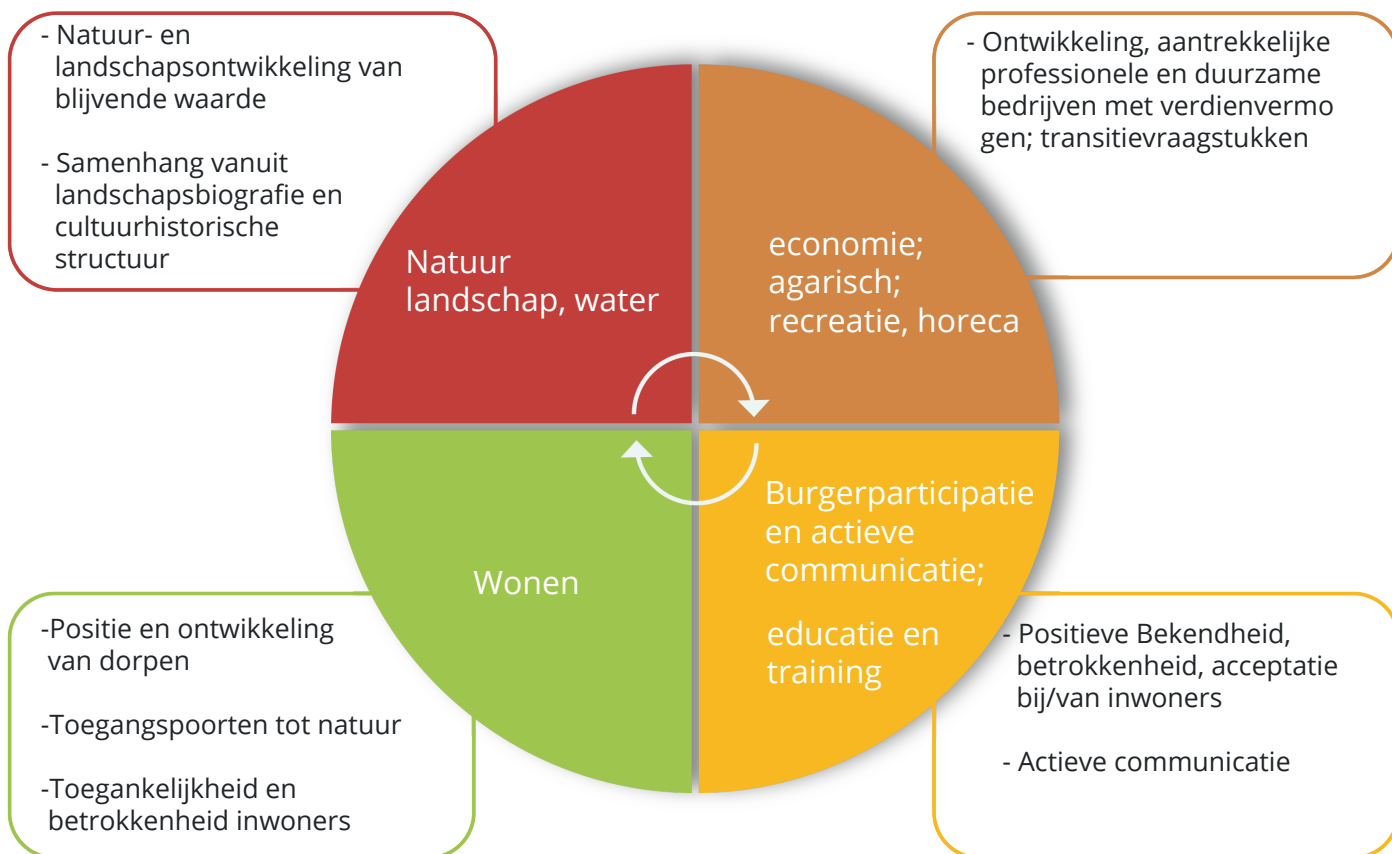 - Natuur- en
landschapsontwikkeling van
blijvende waarde
- Samenhang vanuit
landschapsbiografie en
cultuurhistorische
structuur
- Ontwikkeling, aantrekkelijke
professionele en duurzame
bedrijven met verdienvermo
gen; transitievraagstukken
Natuur
landschap, water
economie;
agarisch;
recreatie, horeca
Wonen
Burgerparticipatie
en actieve
communicatie;
educatie en
training
-Positie en ontwikkeling
van dorpen
-Toegangspoorten tot natuur
-Toegankelijkheid en
betrokkenheid inwoners
- Positieve Bekendheid,
betrokkenheid, acceptatie
bij/van inwoners
- Actieve communicatie